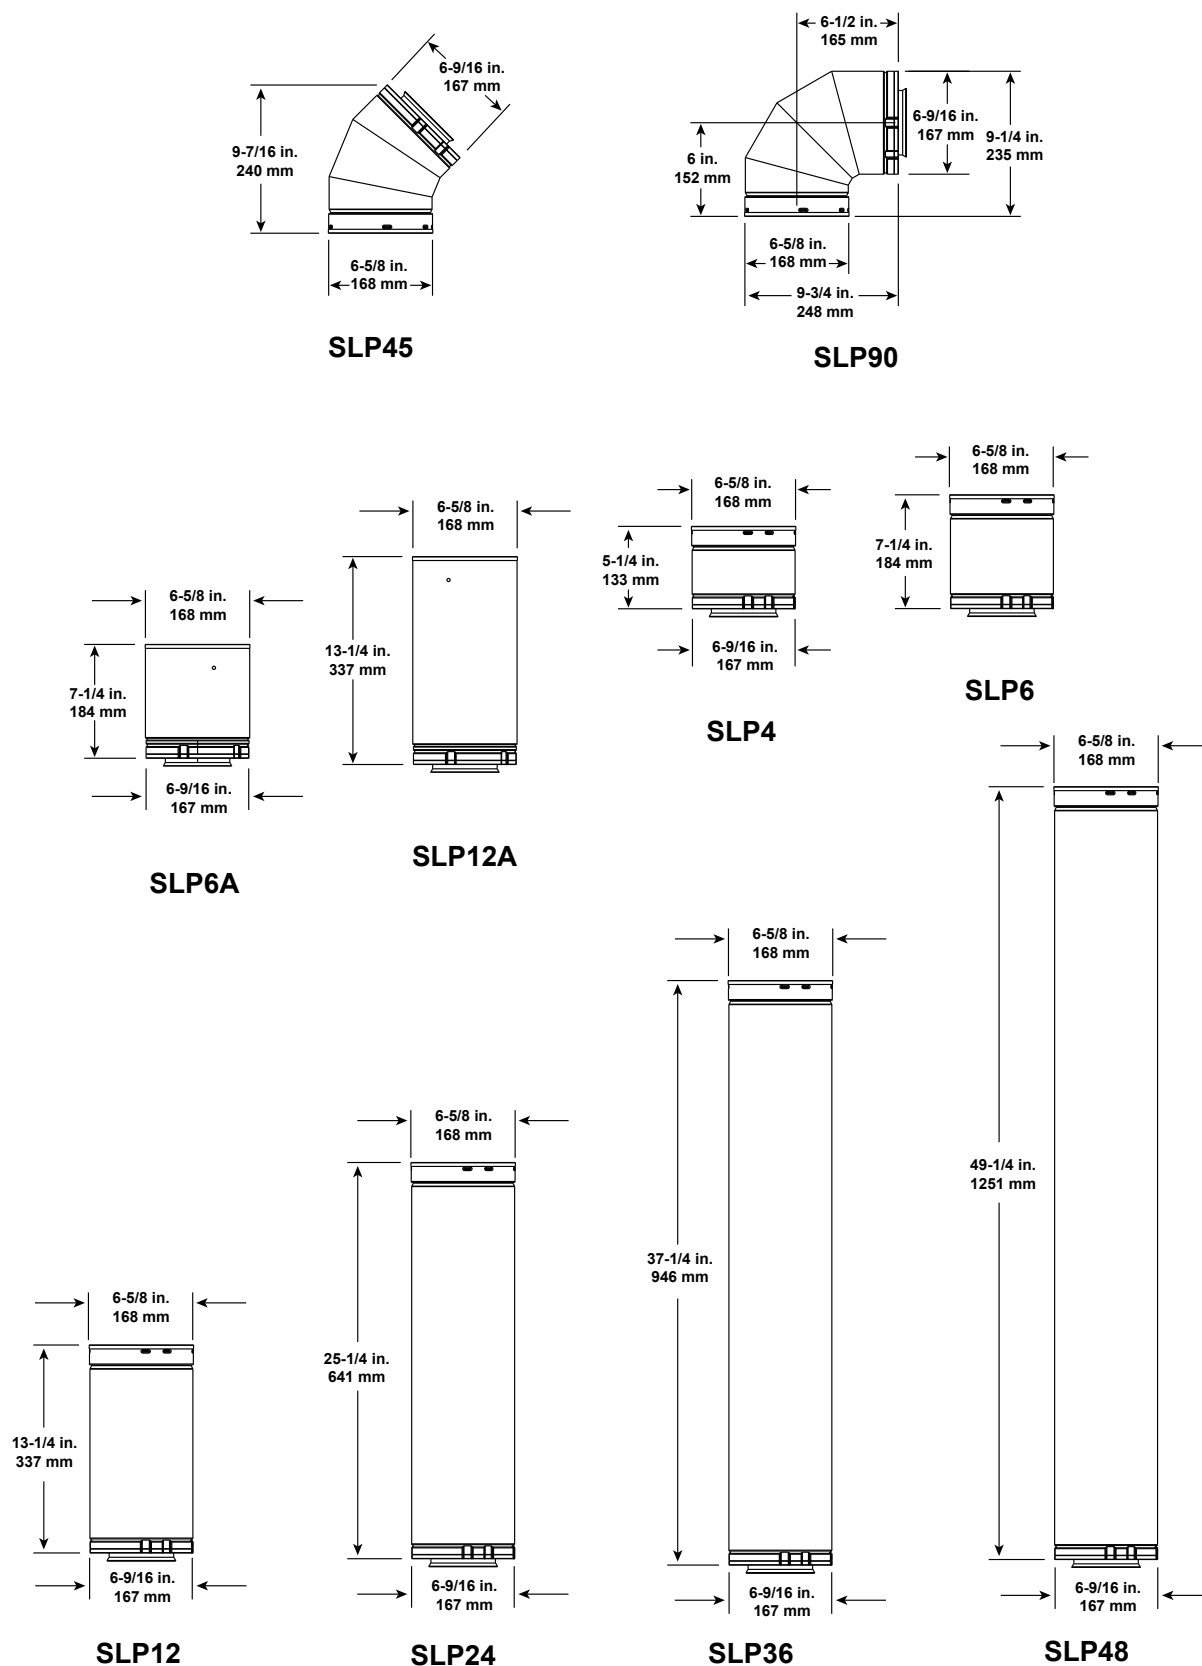 6-9/16 in.
167 mm
9-7/16 in.
240 mm
6-5/8 in.
168 mm
SLP45
6-1/2 in.
165 mm
6-9/16 in.
167 mm
9-1/4 in.
235 mm
6 in.
152 mm
6-5/8 in.
168 mm
9-3/4 in.
248 mm
SLP90
6-5/8 in.
168 mm
7-1/4 in.
184 mm
6-9/16 in.
167 mm
SLP6A
6-5/8 in.
168 mm
13-1/4 in.
337 mm
SLP12A
6-5/8 in.
168 mm
5-1/4 in.
133 mm
6-9/16 in.
167 mm
SLP4
6-5/8 in.
168 mm
7-1/4 in.
184 mm
SLP6
6-5/8 in.
168 mm
13-1/4 in.
337 mm
6-9/16 in.
167 mm
SLP12
6-5/8 in.
168 mm
25-1/4 in.
641 mm
6-9/16 in.
167 mm
SLP24
6-5/8 in.
168 mm
37-1/4 in.
946 mm
6-9/16 in.
167 mm
SLP36
6-5/8 in.
168 mm
49-1/4 in.
1251 mm
6-9/16 in.
167 mm
SLP48